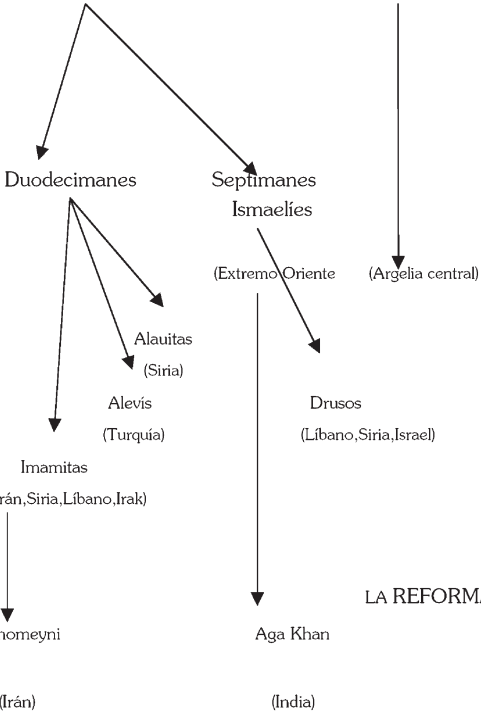 Duodecimanes Septimanes
Ismaelíes
(Extremo Oriente (Argelia central)
Alauitas
(Siria)
Alevís Drusos
(Turquía) (Líbano,Siria,Israel)
Imamitas
rán,Siria,Líbano,Irak)
LA REFORMA
homeyni Aga Khan
(Irán) (India)